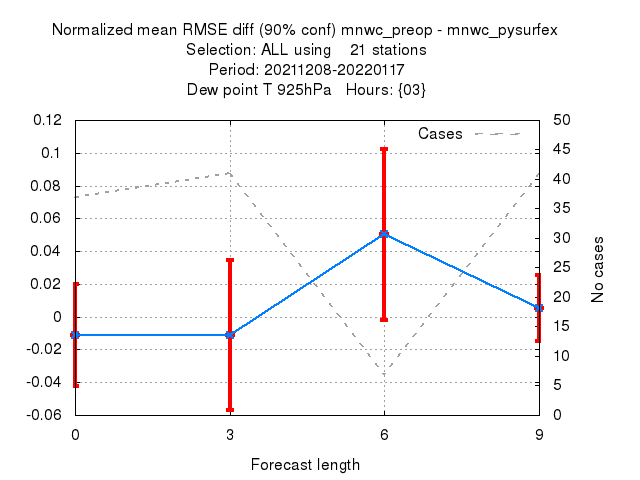 Normalized mean RMSE diff (90% conf) mnwc_preop - mnwc_pysurfex
Selection: ALL using    21 stations
Period: 20211208-20220117
Dew point T 925hPa   Hours: {03}
Cases
0.12
0.1
0.08
0.06
0.04
0.02
0
-0.02
-0.04
-0.06
50
45
40
35
30
25
20
15
10
5
0
No cases
0 3 6 9
Forecast length